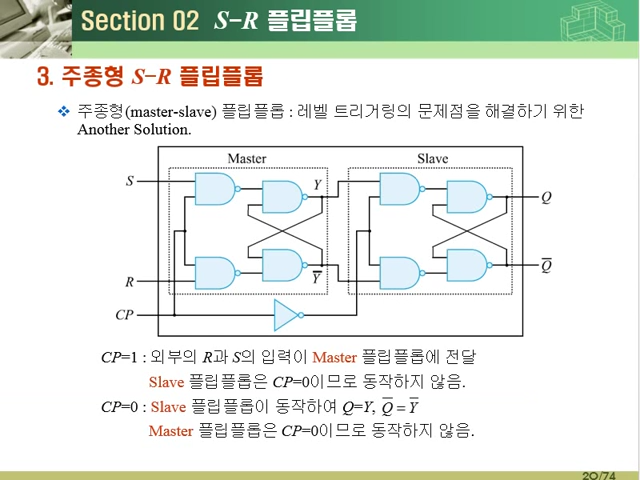 Section 02 S-R 플립플롭
3. 주종형 S-R 플립플롭
❖ 주종형(master-slave) 플립플롭 : 레벨 트리거링의 문제점을 해결하기 위한
Another Solution.
Master
Slave
S
Y
Q
R
Y̅
Q̅
CP
CP=1 : 외부의 R과 S의 입력이 Master 플립플롭에 전달
Slave 플립플롭은 CP=0이므로 동작하지 않음.
CP=0 : Slave 플립플롭이 동작하여 Q=Y, Q̅ = Y̅
Master 플립플롭은 CP=0이므로 동작하지 않음.
20/74